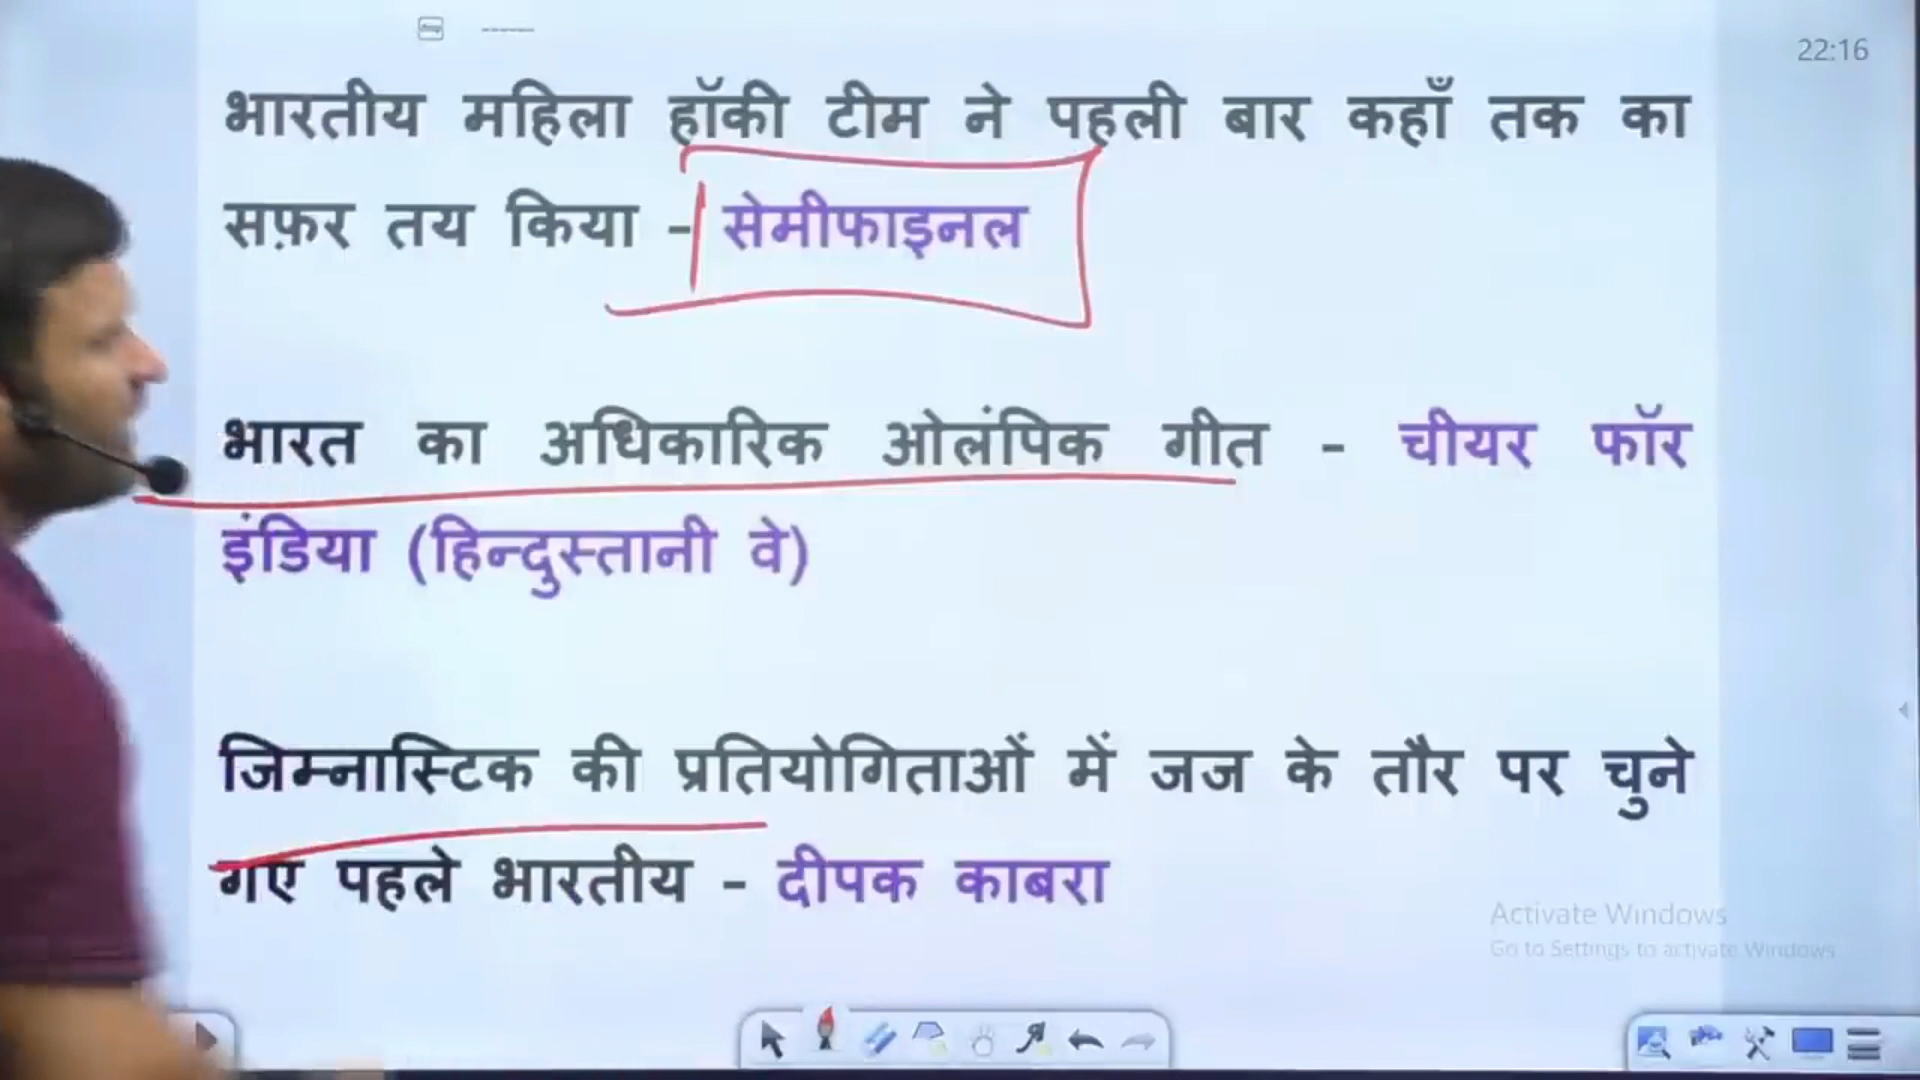 22:16
भारतीय महिला हॉकी टीम ने पहली बार कहाँ तक का
सफ़र तय किया - सेमीफाइनल
भारत का अधिकारिक ओलंपिक गीत - चीयर फॉर
इंडिया (हिन्दुस्तानी वे)
जिम्नास्टिक की प्रतियोगिताओं में जज के तौर पर चुने
गए पहले भारतीय - दीपक काबरा
Activate Windows
Go to Settings to activate Windows